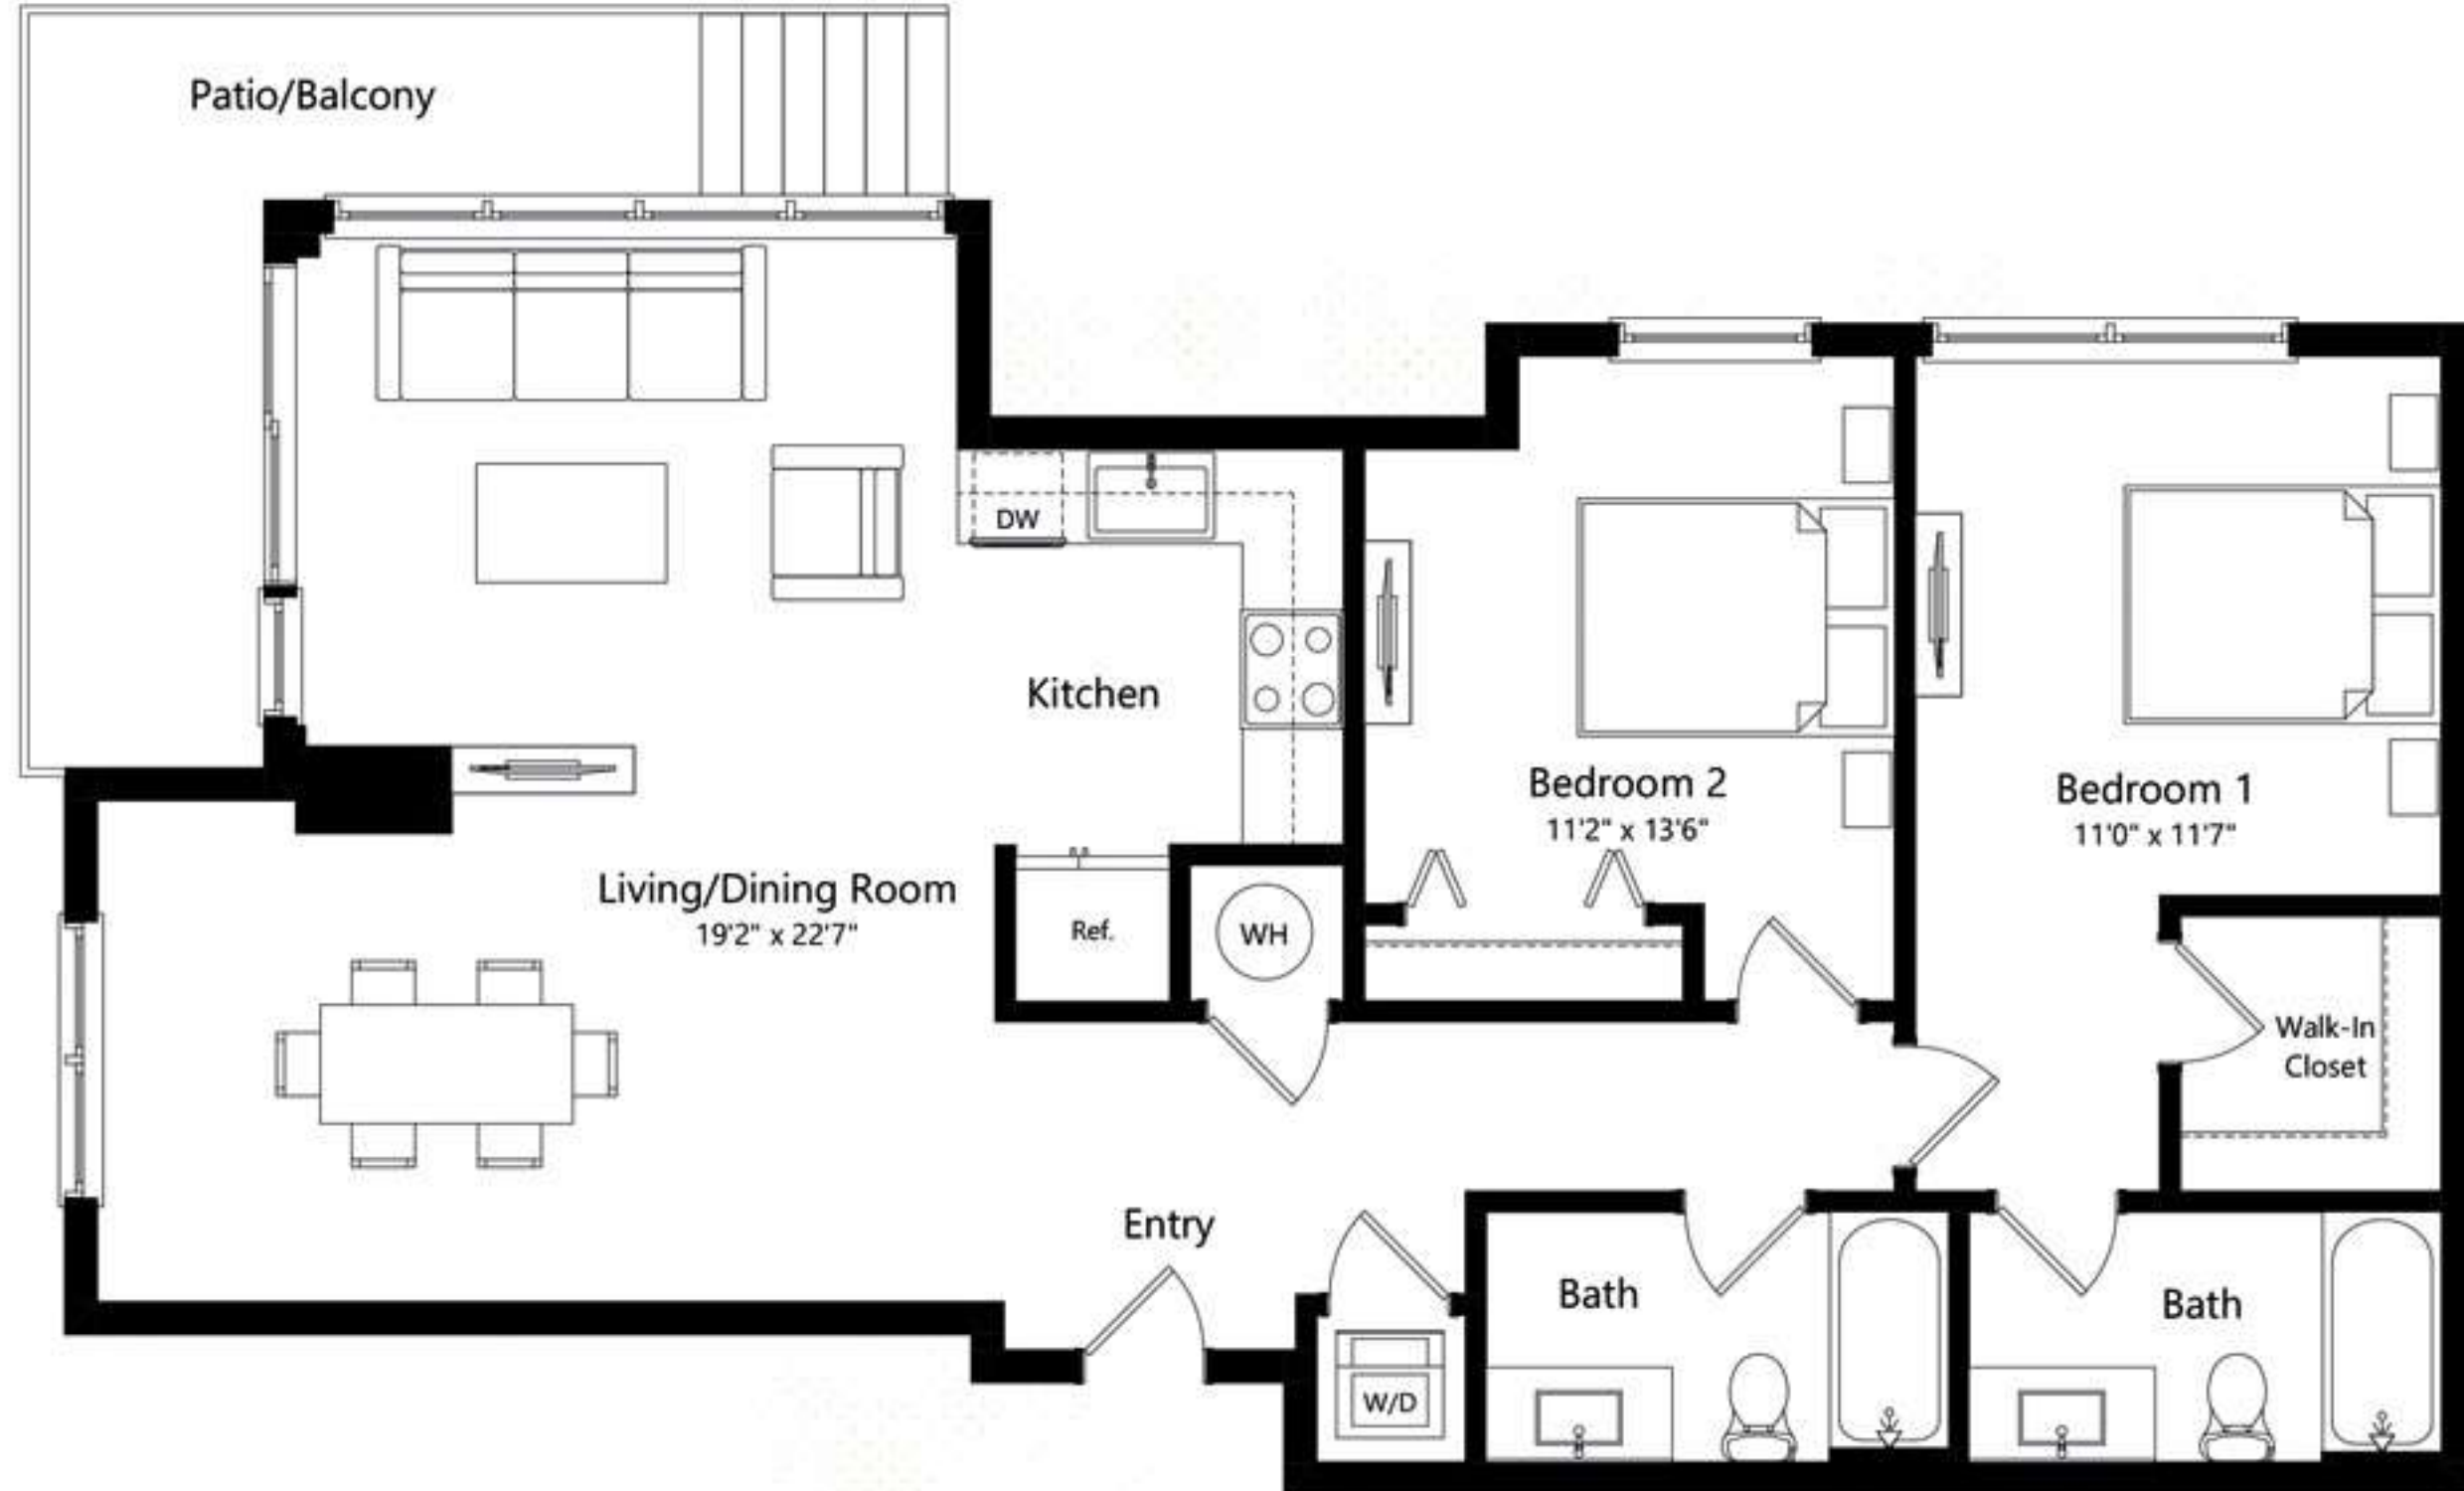 Patio/Balcony
DW
Kitchen
Bedroom 2
11'2" x 13'6"
Bedroom 1
11'0" x 11'7"
Living/Dining Room
19'2" x 22'7"
Ref.
WH
Walk-In
Closet
Entry
Bath
Bath
W/D